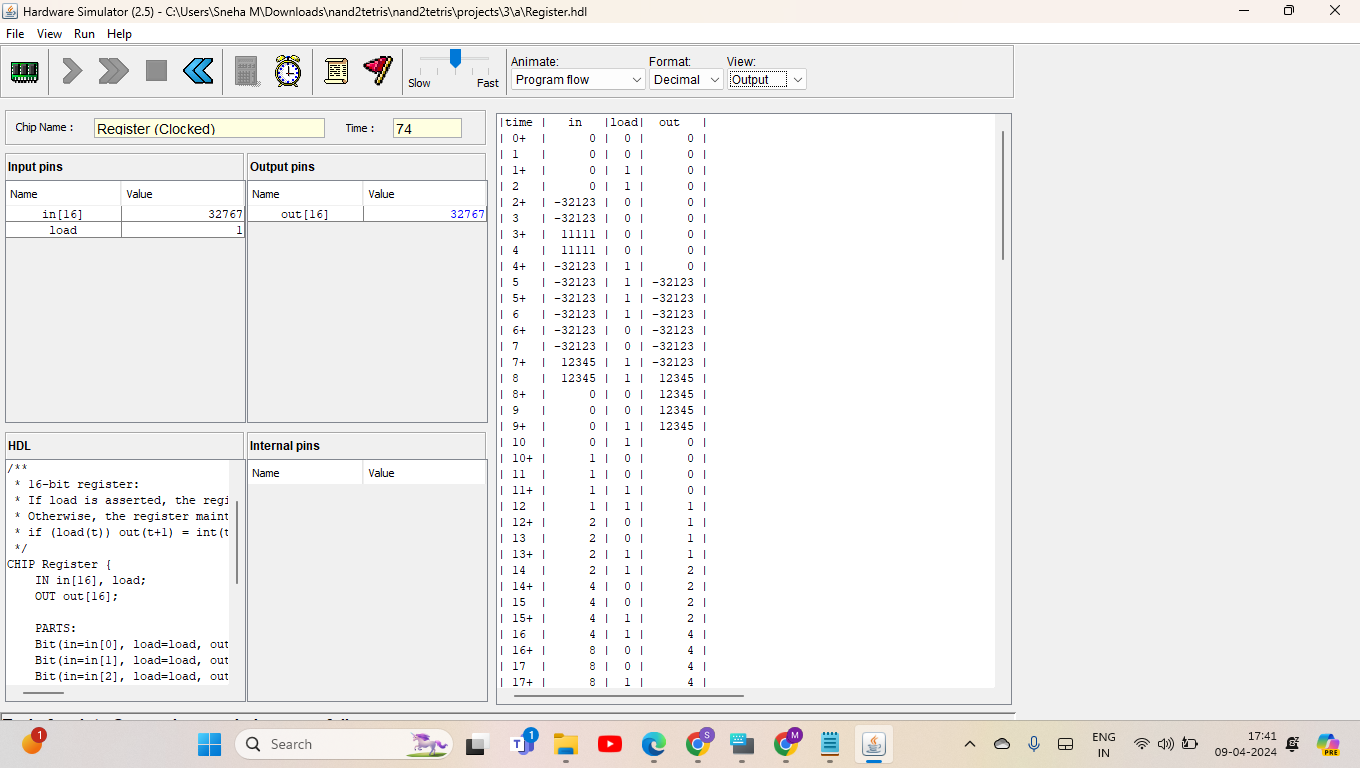 Hardware Simulator (2.5) - C:\Users\Sneha M\Downloads\nand2tetris\nand2tetris\projects\3\a\Register.hdl
File View Run Help
Slow Fast
Animate: Format: View:
Program flow Decimal Output
Chip Name : Register (Clocked) Time : 74
Input pins
Name Value
in[16] 32767
load 1
Output pins
Name Value
out[16] 32767
HDL
/**
* 16-bit register:
* If load is asserted, the regi
* Otherwise, the register maint
* if (load(t)) out(t+1) = int(t
*/
CHIP Register {
IN in[16], load;
OUT out[16];
PARTS:
Bit(in=in[0], load=load, out
Bit(in=in[1], load=load, out
Bit(in=in[2], load=load, out
Internal pins
Name Value
|time | in |load| out |
| 0+ | 0 | 0 | 0 |
| 1 | 0 | 0 | 0 |
| 1+ | 0 | 1 | 0 |
| 2 | 0 | 1 | 0 |
| 2+ | -32123 | 0 | 0 |
| 3 | -32123 | 0 | 0 |
| 3+ | 11111 | 0 | 0 |
| 4 | 11111 | 0 | 0 |
| 4+ | -32123 | 1 | 0 |
| 5 | -32123 | 1 | -32123 |
| 5+ | -32123 | 1 | -32123 |
| 6 | -32123 | 1 | -32123 |
| 6+ | -32123 | 0 | -32123 |
| 7 | -32123 | 0 | -32123 |
| 7+ | 12345 | 1 | -32123 |
| 8 | 12345 | 1 | 12345 |
| 8+ | 0 | 0 | 12345 |
| 9 | 0 | 0 | 12345 |
| 9+ | 0 | 1 | 12345 |
| 10 | 0 | 1 | 0 |
| 10+ | 1 | 0 | 0 |
| 11 | 1 | 0 | 0 |
| 11+ | 1 | 1 | 0 |
| 12 | 1 | 1 | 1 |
| 12+ | 2 | 0 | 1 |
| 13 | 2 | 0 | 1 |
| 13+ | 2 | 1 | 1 |
| 14 | 2 | 1 | 2 |
| 14+ | 4 | 0 | 2 |
| 15 | 4 | 0 | 2 |
| 15+ | 4 | 1 | 2 |
| 16 | 4 | 1 | 4 |
| 16+ | 8 | 0 | 4 |
| 17 | 8 | 0 | 4 |
| 17+ | 8 | 1 | 4 |
1
Search
1
S
M
ENG
IN
17:41
09-04-2024
PRE